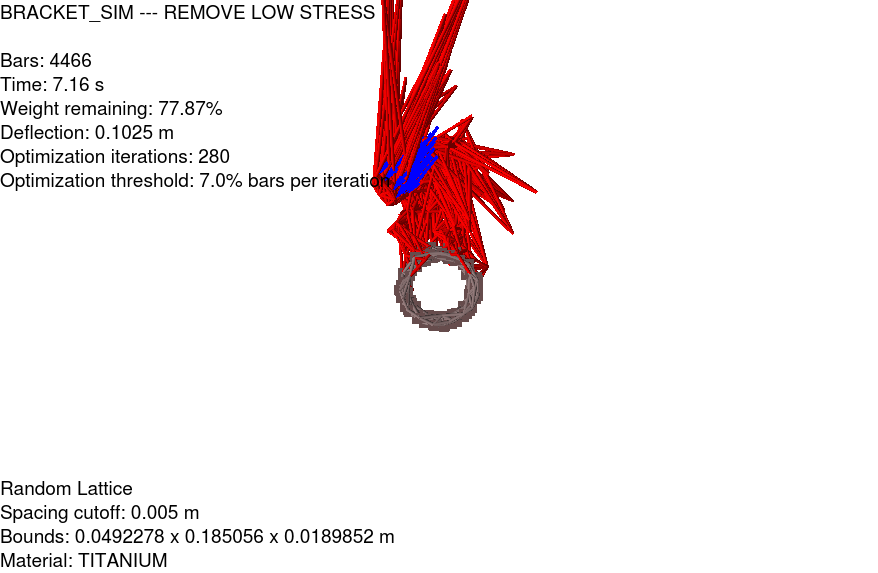 BRACKET_SIM --- REMOVE LOW STRESS
Bars: 4466
Time: 7.16 s
Weight remaining: 77.87%
Deflection: 0.1025 m
Optimization iterations: 280
Optimization threshold: 7.0% bars per iteration
Random Lattice
Spacing cutoff: 0.005 m
Bounds: 0.0492278 x 0.185056 x 0.0189852 m
Material: TITANIUM